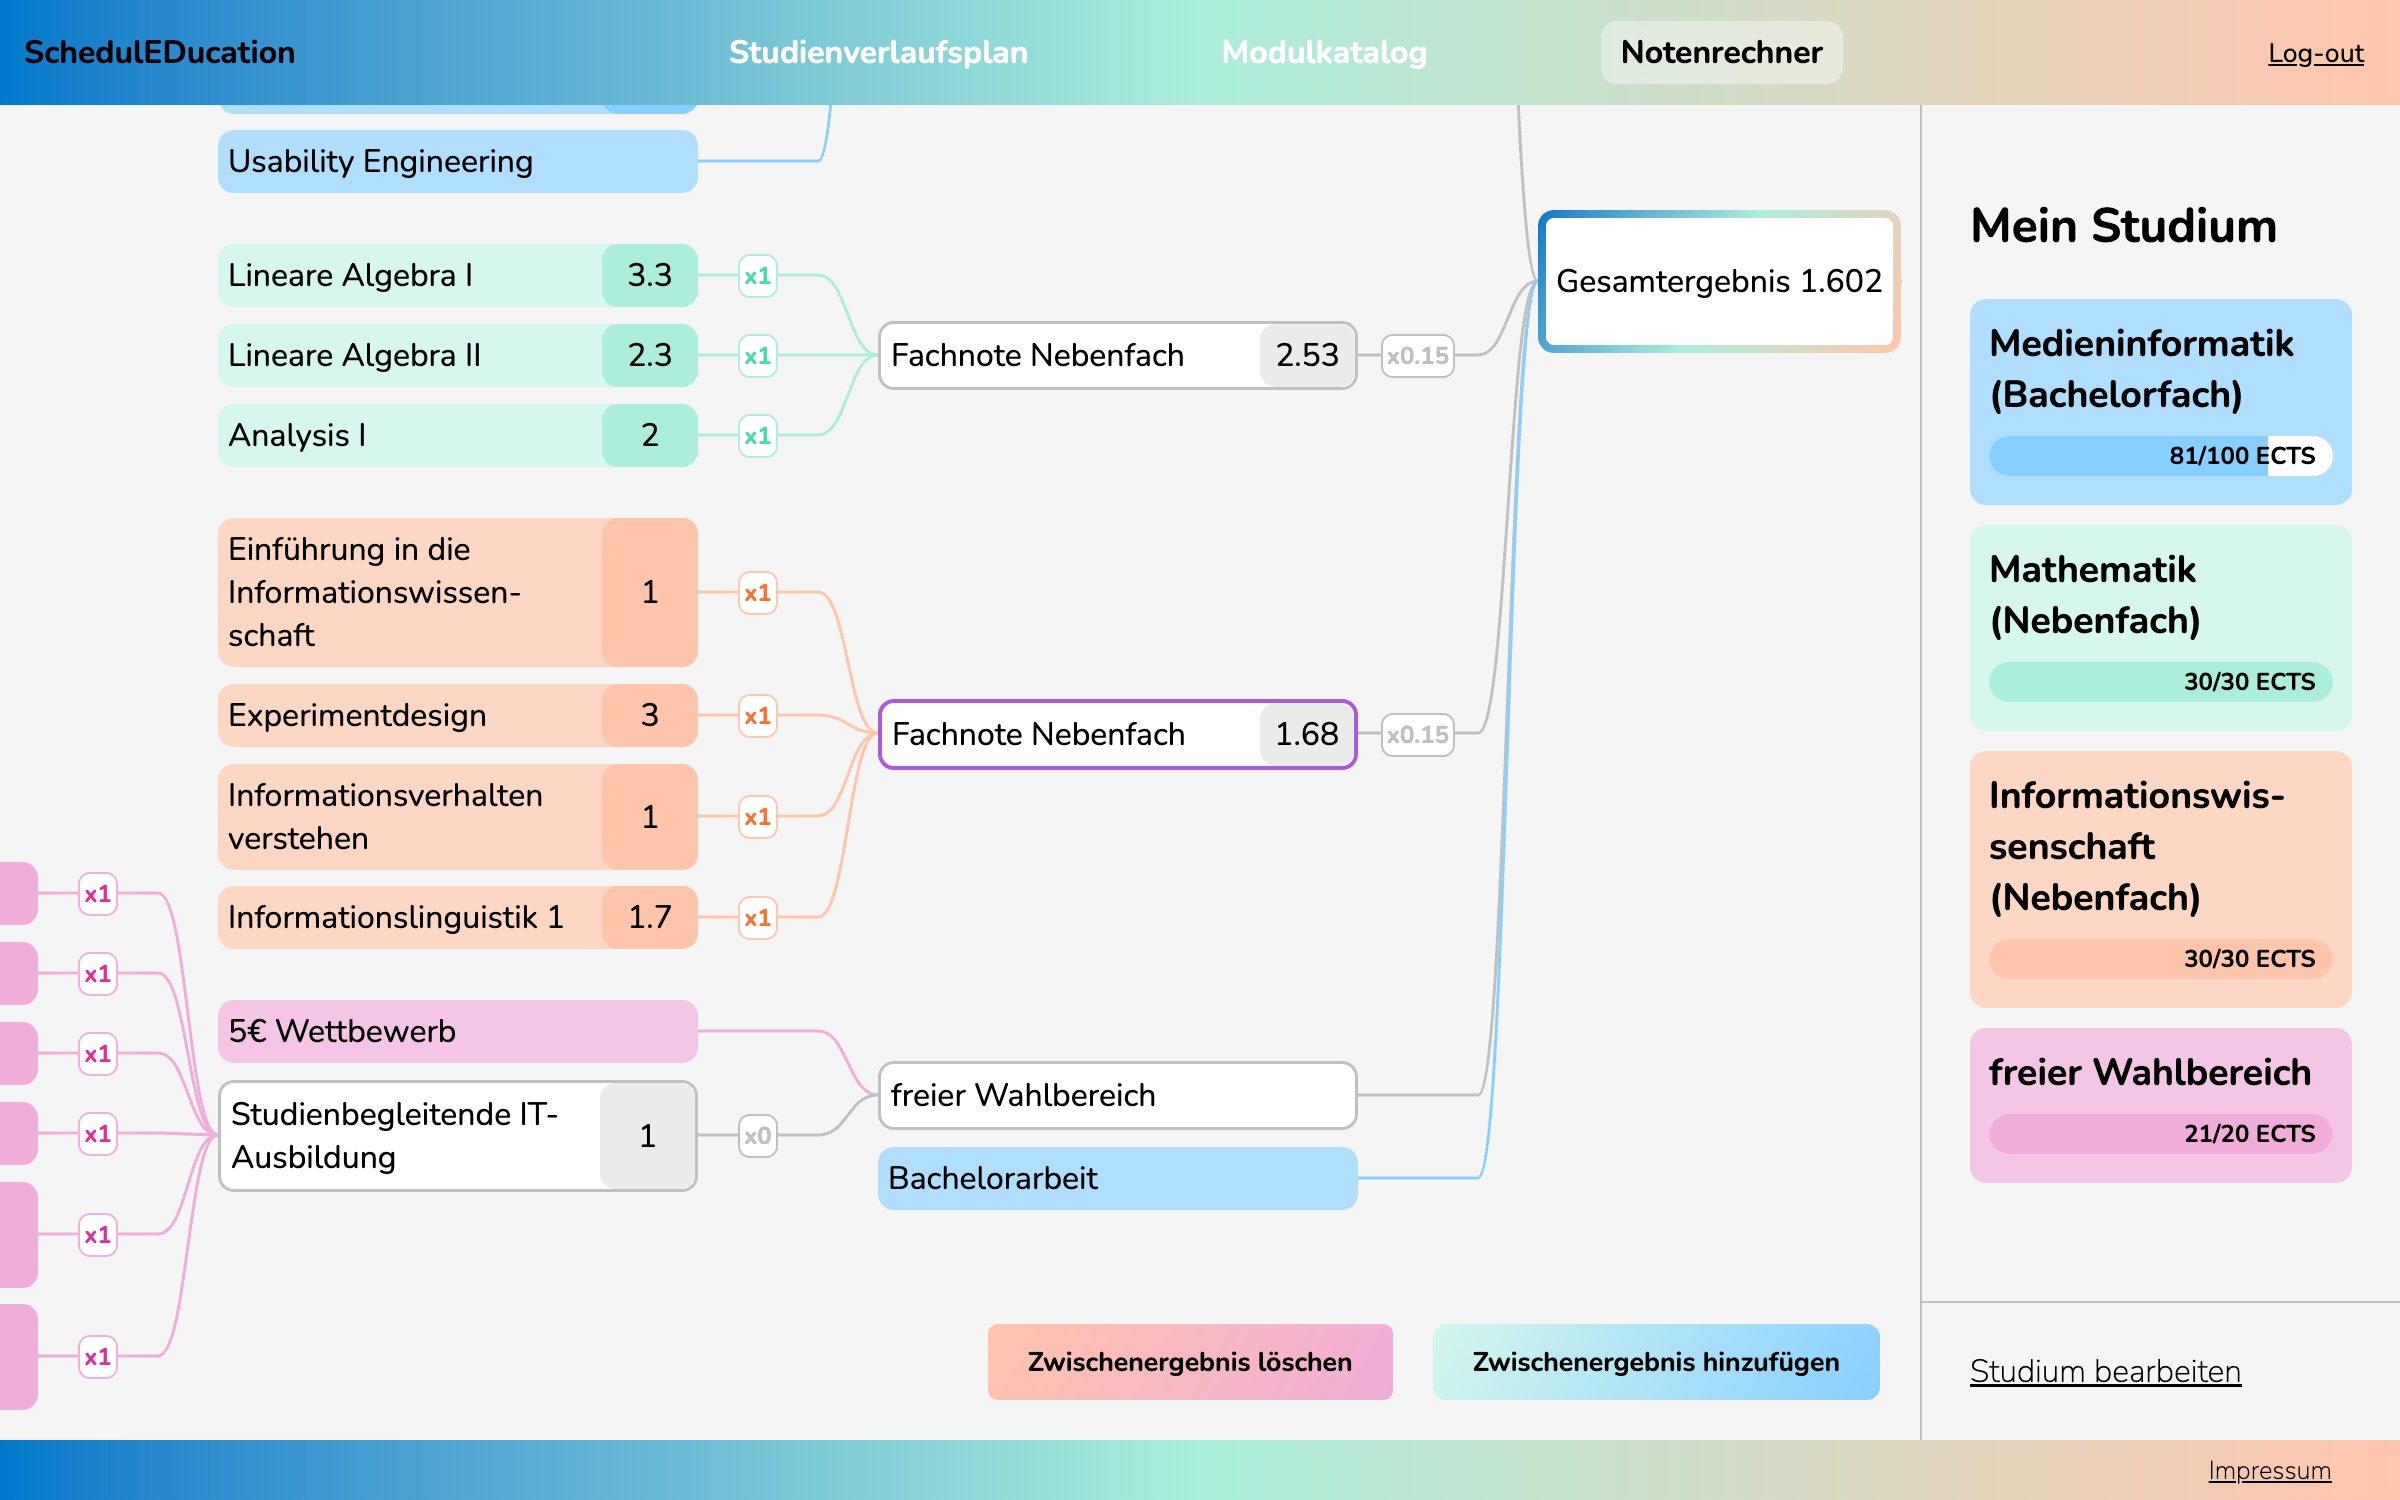 SchedulEDucation
Studienverlaufsplan
Modulkatalog
Notenrechner
Log-out
Usability Engineering
Lineare Algebra I
3.3
x1
Lineare Algebra II
2.3
x1
Analysis I
2
x1
Fachnote Nebenfach
2.53
x0.15
Gesamtergebnis 1.602
Einführung in die
Informationswissen-
schaft
1
x1
Experimentdesign
3
x1
Informationsverhalten
verstehen
1
x1
Informationslinguistik 1
1.7
x1
Fachnote Nebenfach
1.68
x0.15
x1
x1
x1
x1
x1
x1
5€ Wettbewerb
Studienbegleitende IT-
Ausbildung
1
x0
freier Wahlbereich
Bachelorarbeit
Zwischenergebnis löschen
Zwischenergebnis hinzufügen
Mein Studium
Medieninformatik
(Bachelorfach)
81/100 ECTS
Mathematik
(Nebenfach)
30/30 ECTS
Informationswis-
senschaft
(Nebenfach)
30/30 ECTS
freier Wahlbereich
21/20 ECTS
Studium bearbeiten
Impressum